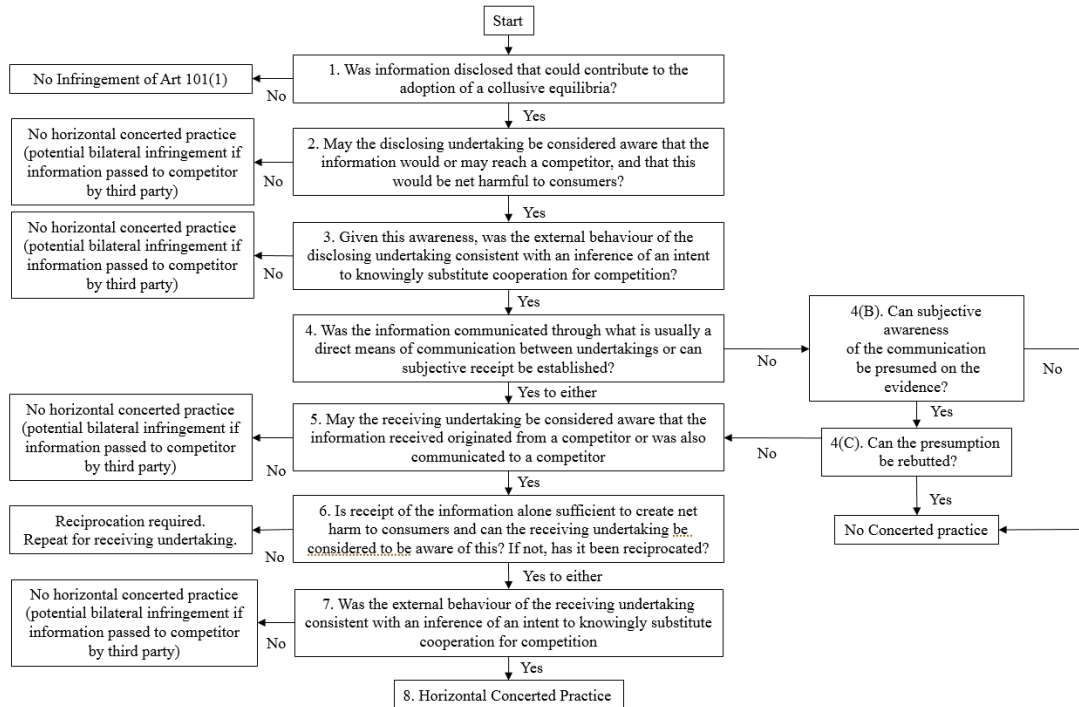 Start
1. Was information disclosed that could contribute to the
adoption of a collusive equilibria?
No Infringement of Art 101(1)
No
Yes
2. May the disclosing undertaking be considered aware that the
information would or may reach a competitor, and that this
would be net harmful to consumers?
No horizontal concerted practice
(potential bilateral infringement if
information passed to competitor
by third party)
No
Yes
3. Given this awareness, was the external behaviour of the
disclosing undertaking consistent with an inference of an intent
to knowingly substitute cooperation for competition?
No horizontal concerted practice
(potential bilateral infringement if
information passed to competitor
by third party)
No
Yes
4. Was the information communicated through what is usually a
direct means of communication between undertakings or can
subjective receipt be established?
No
4(B). Can subjective
awareness
of the communication
be presumed on the
evidence?
No
Yes to either
Yes
5. May the receiving undertaking be considered aware that the
information received originated from a competitor or was also
communicated to a competitor
No horizontal concerted practice
(potential bilateral infringement if
information passed to competitor
by third party)
No
No
4(C). Can the presumption
be rebutted?
Yes
Yes
No Concerted practice
6. Is receipt of the information alone sufficient to create net
harm to consumers and can the receiving undertaking be
considered to be aware of this? If not, has it been reciprocated?
Reciprocation required.
Repeat for receiving undertaking.
No
Yes to either
7. Was the external behaviour of the receiving undertaking
consistent with an inference of an intent to knowingly substitute
cooperation for competition
No horizontal concerted practice
(potential bilateral infringement if
information passed to competitor
by third party)
No
Yes
8. Horizontal Concerted Practice